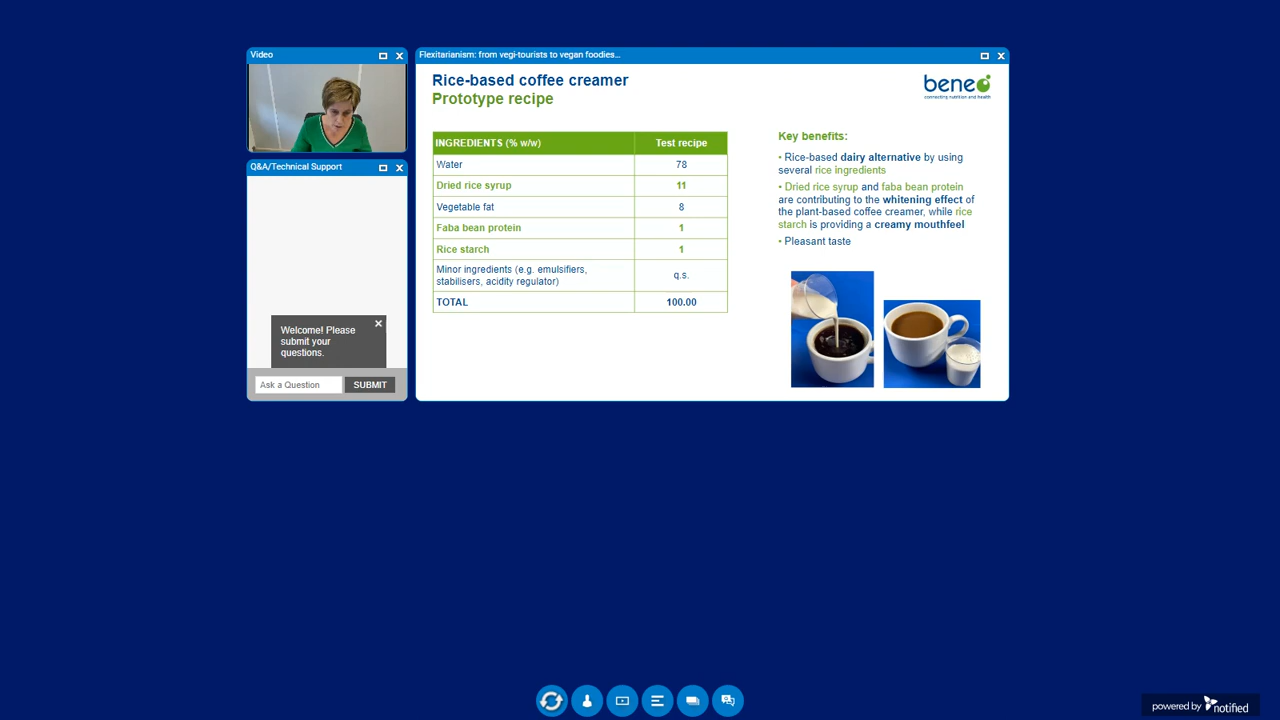 Video
Q&A/Technical Support
Welcome! Please
submit your
questions.
Ask a Question
SUBMIT
Flexitarianism: from vegi-tourists to vegan foodies...
Rice-based coffee creamer
Prototype recipe
beneo
connecting nutrition and health
INGREDIENTS (% w/w) Test recipe
Water 78
Dried rice syrup 11
Vegetable fat 8
Faba bean protein 1
Rice starch 1
Minor ingredients (e.g. emulsifiers,
stabilisers, acidity regulator) q.s.
TOTAL 100.00
Key benefits:
• Rice-based dairy alternative by using
several rice ingredients
• Dried rice syrup and faba bean protein
are contributing to the whitening effect of
the plant-based coffee creamer, while rice
starch is providing a creamy mouthfeel
• Pleasant taste
powered by notified